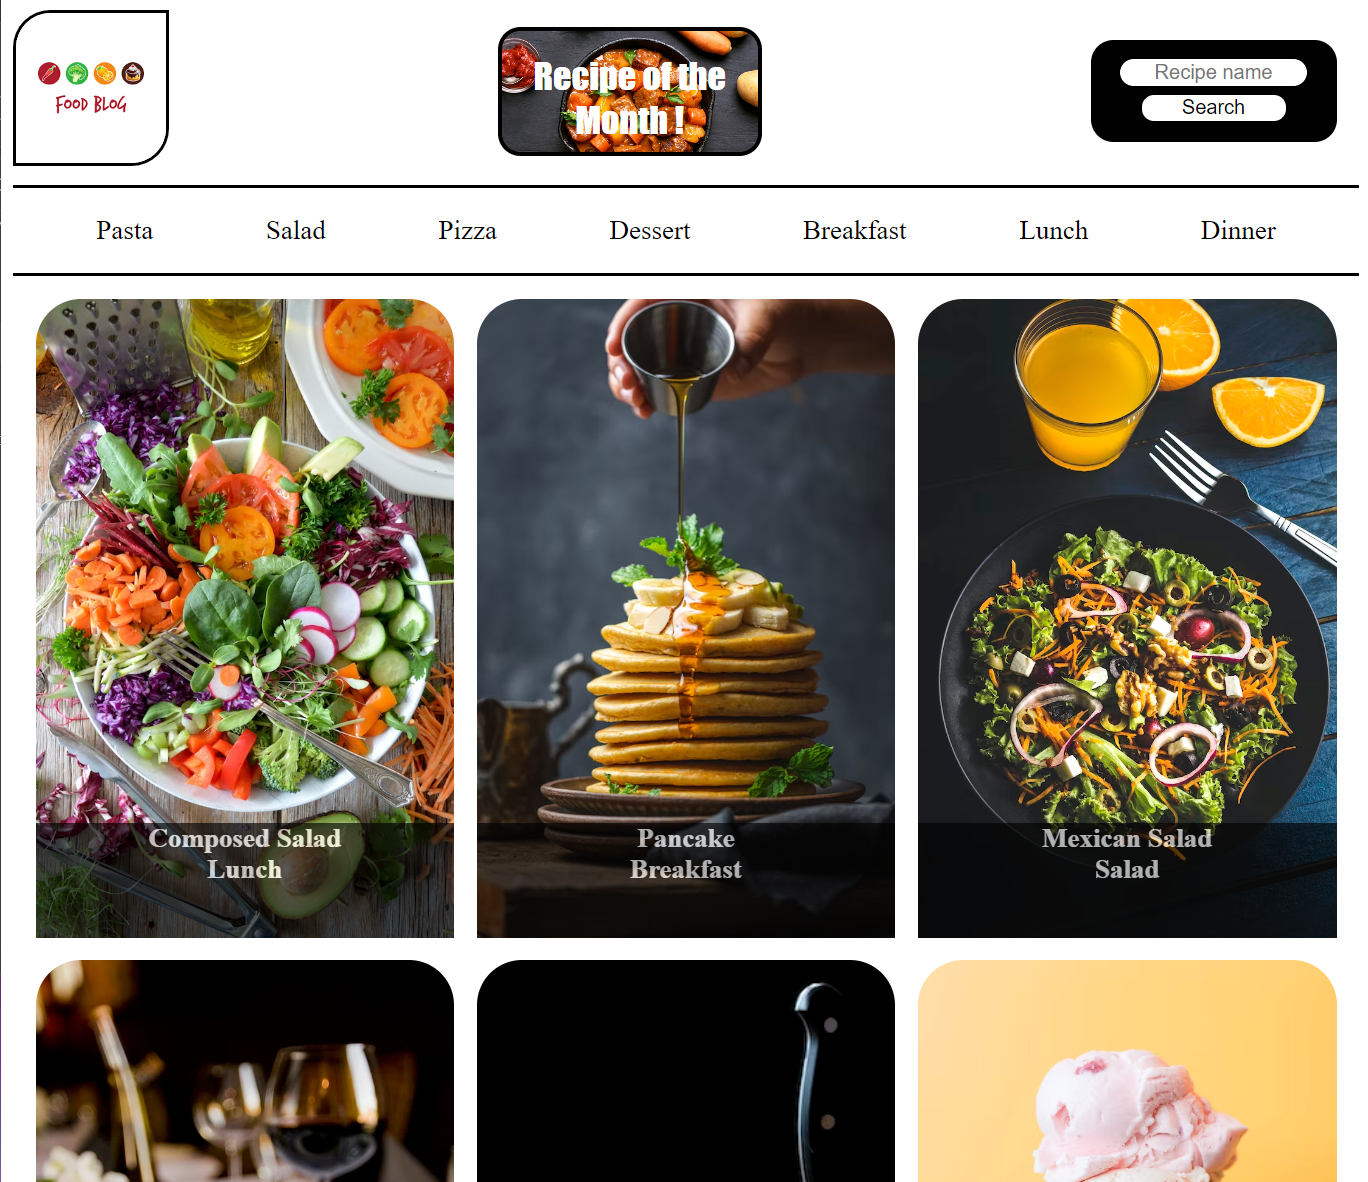 FOOD BLOG
Recipe of the
Month !
Recipe name
Search
Pasta
Salad
Pizza
Dessert
Breakfast
Lunch
Dinner
Composed Salad
Lunch
Pancake
Breakfast
Mexican Salad
Salad